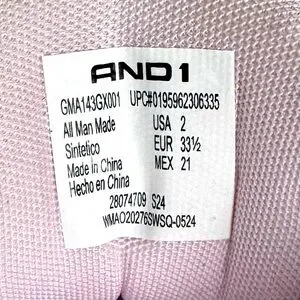 AND1
GMA143GX001 UPC#0195962306335
All Man Made USA 2
Sintetico EUR 33½
Made In China MEX 21
Hecho en China
28074709 S24
WMAO20276SWSQ-0524